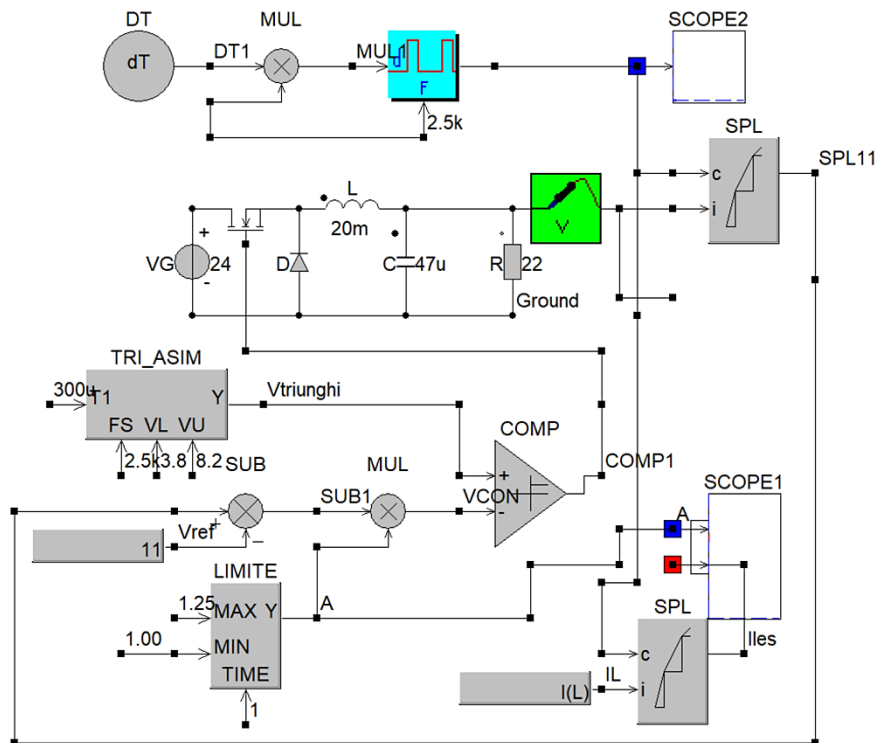 DT
MUL
SCOPE2
dT
DT1
MUL1
d
F
2.5k
SPL
SPL11
c
i
L
20m
V
VG
+
-
24
D
C
47u
R
22
Ground
TRI_ASIM
300u
T1
Y
FS
VL
VU
2.5k
3.8
8.2
Vtriunghi
COMP
+
-
COMP1
SUB
MUL
SUB1
VCON
Vref
+
−
11
SCOPE1
A
LIMITE
1.25
MAX
Y
A
1.00
MIN
TIME
1
SPL
c
i
Iles
IL
I(L)